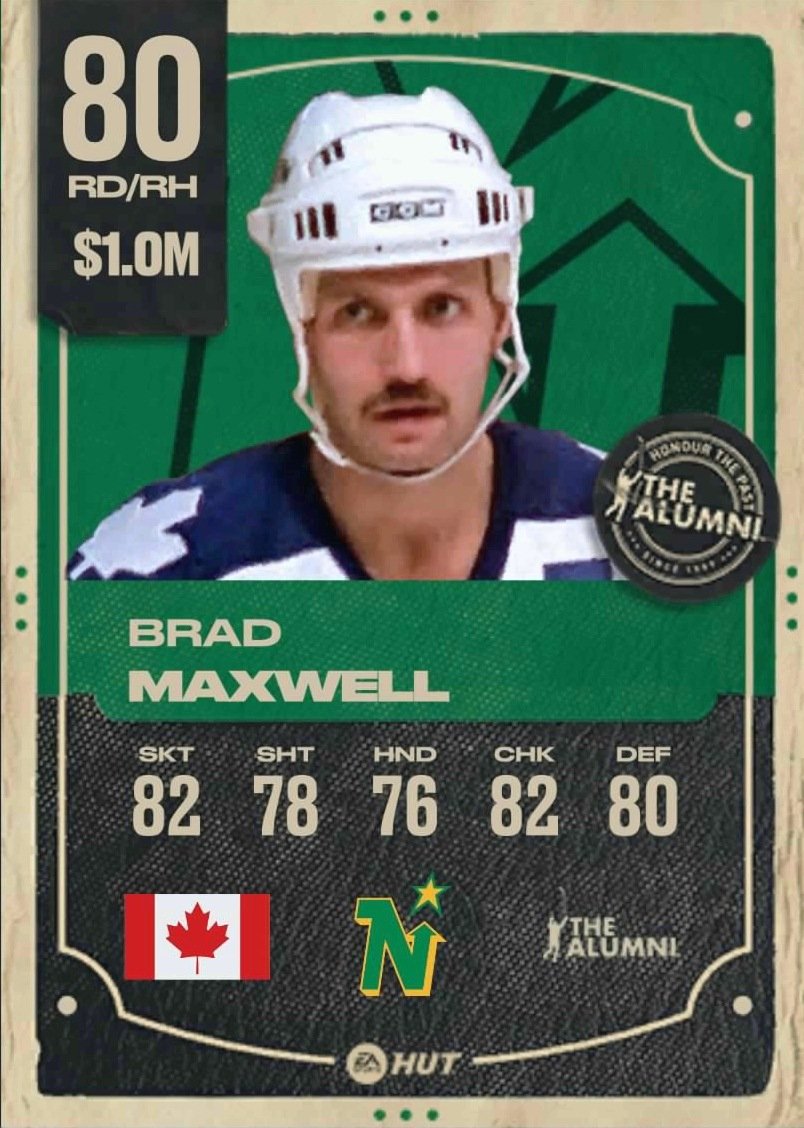 80
RD/RH
$1.0M
CCM
HONOUR THE PAST
THE
ALUMNI
BRAD
MAXWELL
SKT SHT HND CHK DEF
82 78 76 82 80
N
THE
ALUMNI
EA
HUT